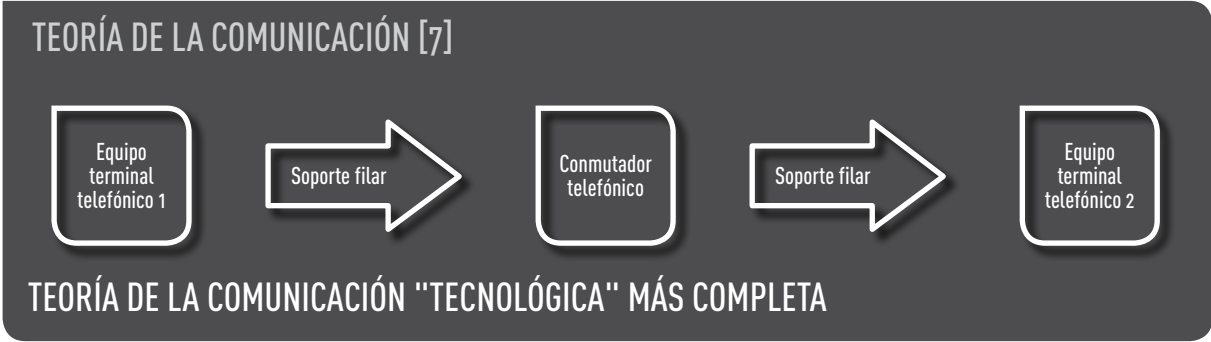 TEORÍA DE LA COMUNICACIÓN [7]
Equipo
terminal
telefónico 1
Soporte filar
Conmutador
telefónico
Soporte filar
Equipo
terminal
telefónico 2
TEORÍA DE LA COMUNICACIÓN "TECNOLÓGICA" MÁS COMPLETA